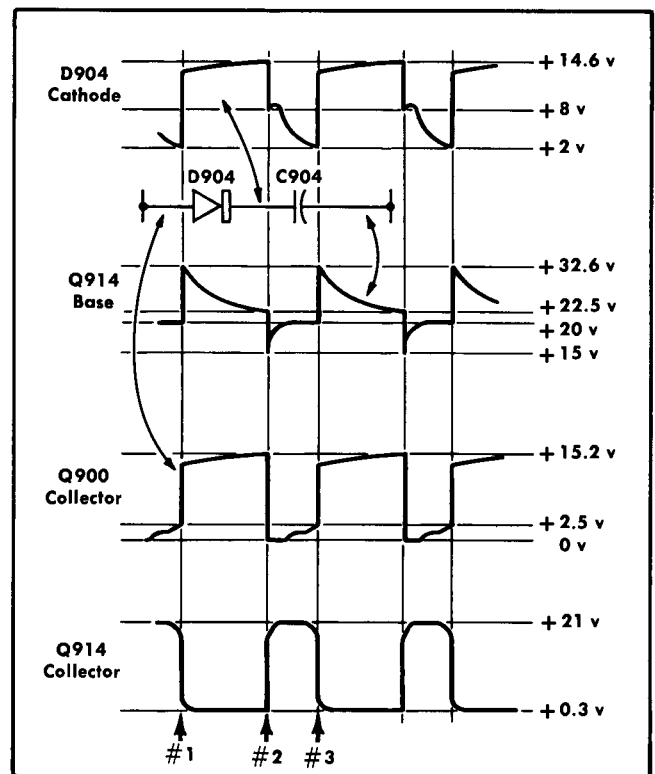 D904
Cathode
+ 14.6 v
+ 8 v
+ 2 v
D904 C904
Q914
Base
+ 32.6 v
+ 22.5 v
+ 20 v
+ 15 v
Q900
Collector
+ 15.2 v
+ 2.5 v
0 v
Q914
Collector
+ 21 v
+ 0.3 v
#1 #2 #3